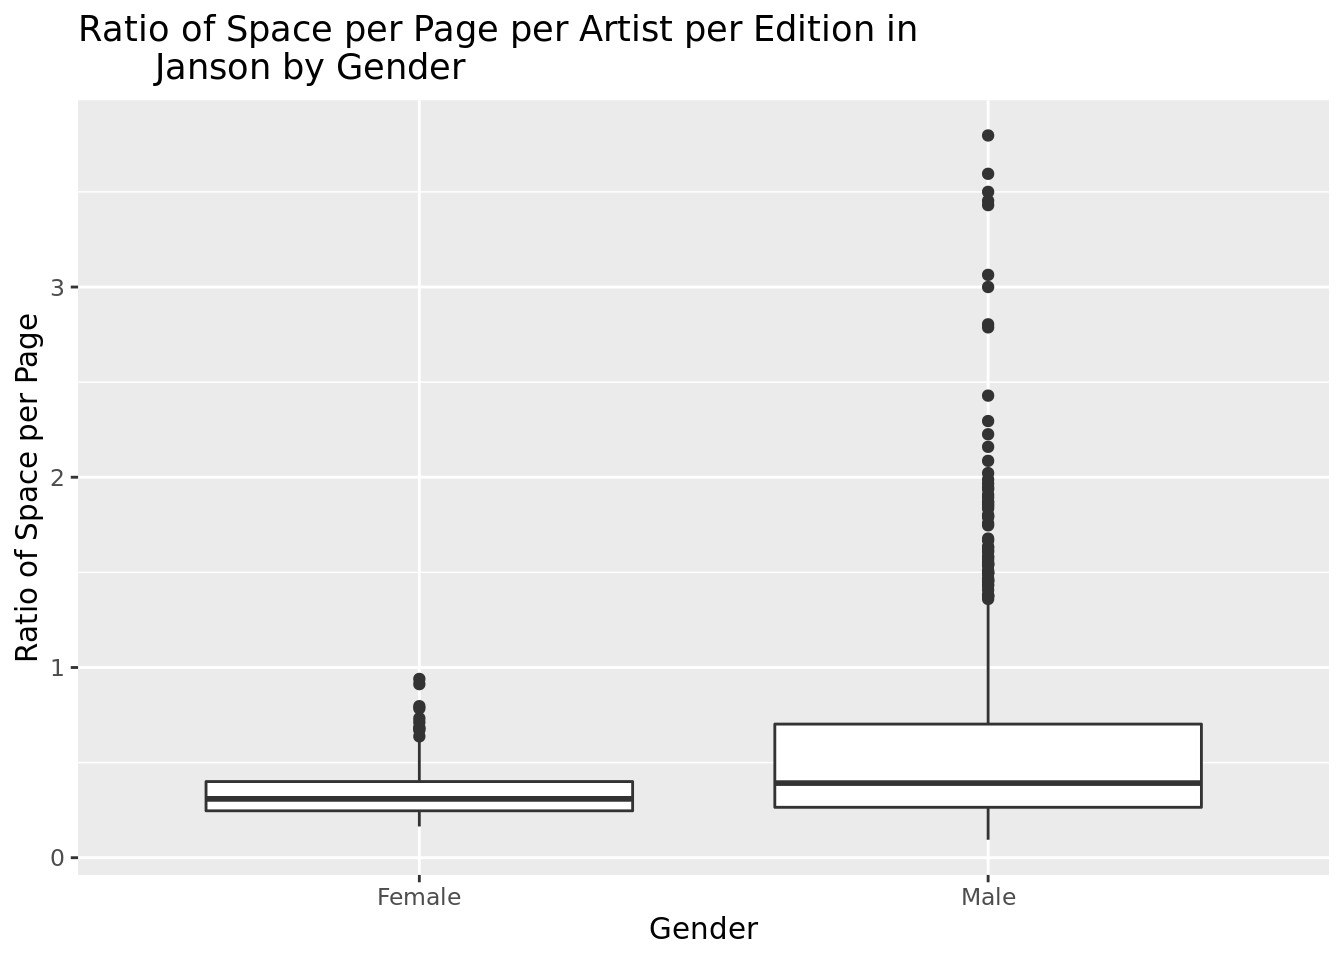 Ratio of Space per Page per Artist per Edition in
Janson by Gender
Ratio of Space per Page
3
2
1
0
Female
Male
Gender